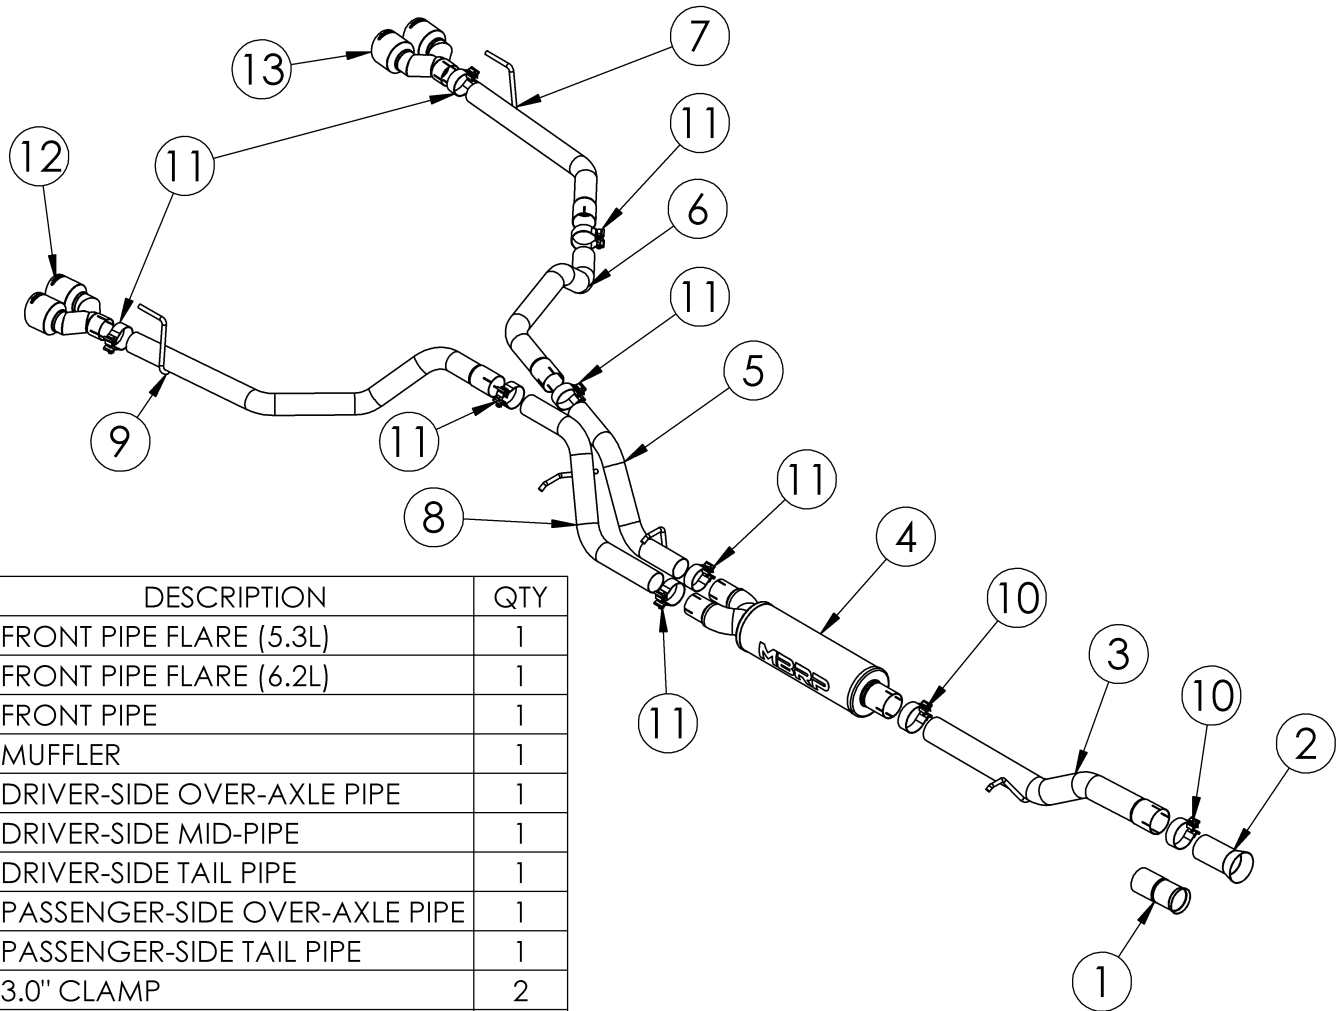 7
13
11
12
11
6
11
5
9
11
11
8
4
10
3
10
2
11
1
MBRP
DESCRIPTION QTY
FRONT PIPE FLARE (5.3L) 1
FRONT PIPE FLARE (6.2L) 1
FRONT PIPE 1
MUFFLER 1
DRIVER-SIDE OVER-AXLE PIPE 1
DRIVER-SIDE MID-PIPE 1
DRIVER-SIDE TAIL PIPE 1
PASSENGER-SIDE OVER-AXLE PIPE 1
PASSENGER-SIDE TAIL PIPE 1
3.0" CLAMP 2